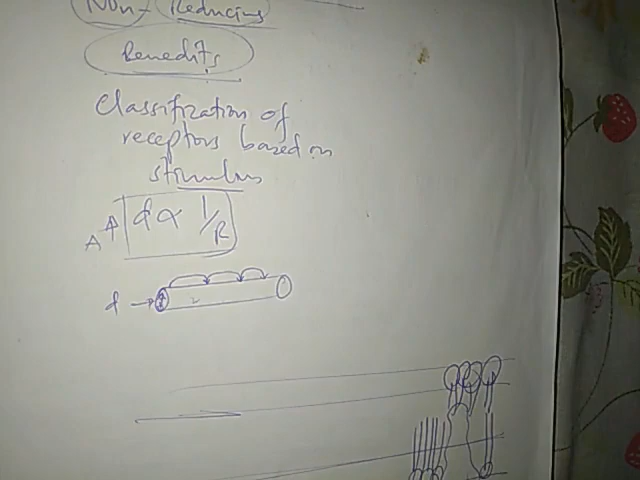 Non- Reducing
Benedits
Classification of
receptors based on
stimulus
A↑ d ∝ 1/R
d →